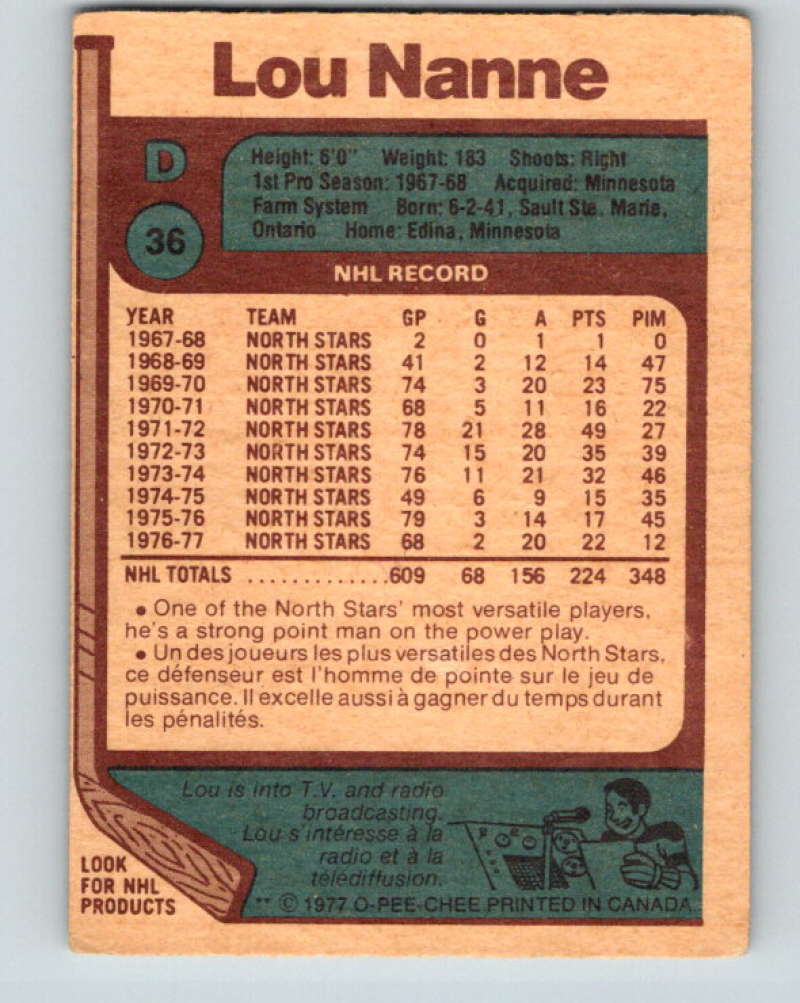 Lou Nanne
D
36
Height: 6'0" Weight: 183 Shoots: Right
1st Pro Season: 1967-68 Acquired: Minnesota
Farm System Born: 6-2-41, Sault Ste. Marie,
Ontario Home: Edina, Minnesota
NHL RECORD
YEAR TEAM GP G A PTS PIM
1967-68 NORTH STARS 2 0 1 1 0
1968-69 NORTH STARS 41 2 12 14 47
1969-70 NORTH STARS 74 3 20 23 75
1970-71 NORTH STARS 68 5 11 16 22
1971-72 NORTH STARS 78 21 28 49 27
1972-73 NORTH STARS 74 15 20 35 39
1973-74 NORTH STARS 76 11 21 32 46
1974-75 NORTH STARS 49 6 9 15 35
1975-76 NORTH STARS 79 3 14 17 45
1976-77 NORTH STARS 68 2 20 22 12
NHL TOTALS .............609 68 156 224 348
• One of the North Stars' most versatile players,
he's a strong point man on the power play.
• Un des joueurs les plus versatiles des North Stars,
ce défenseur est l'homme de pointe sur le jeu de
puissance. Il excelle aussi à gagner du temps durant
les pénalités.
Lou is into T.V. and radio
broadcasting.
Lou s'intéresse à la
radio et à la
télédiffusion.
LOOK
FOR NHL
PRODUCTS
** © 1977 O-PEE-CHEE PRINTED IN CANADA